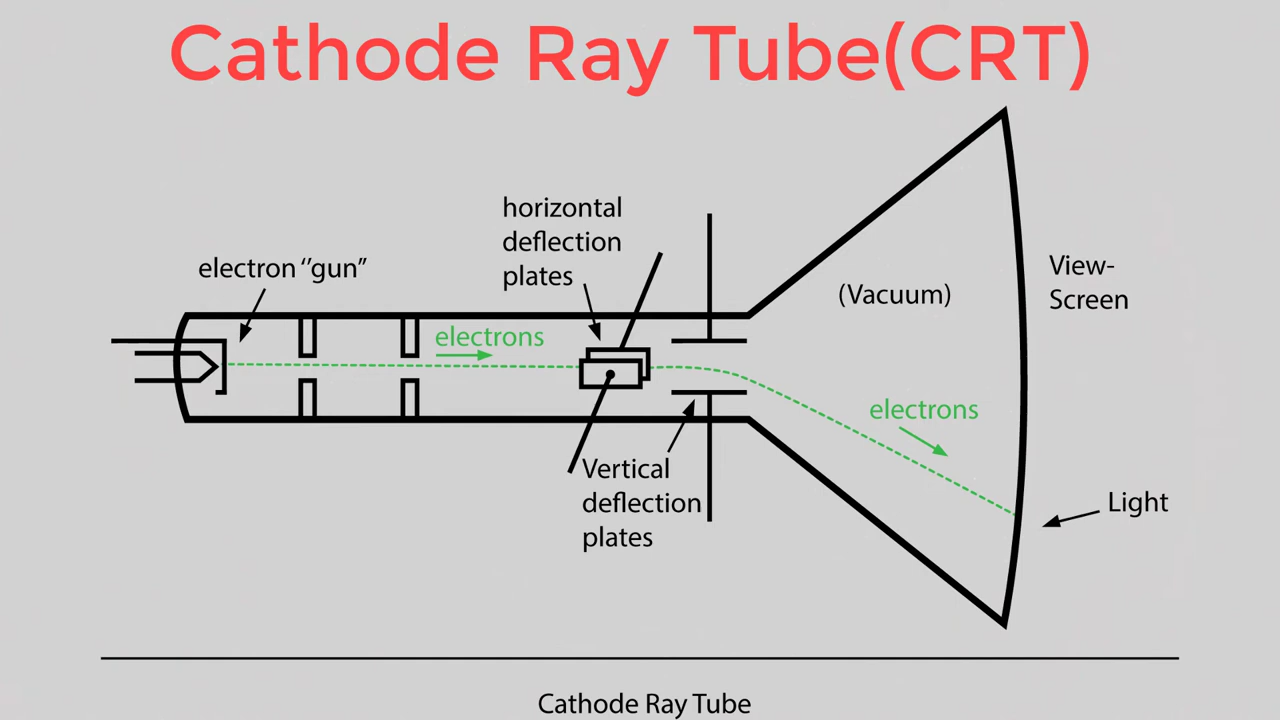 Cathode Ray Tube(CRT)
horizontal
deflection
plates
electron ‘’gun”
View-
Screen
(Vacuum)
electrons
electrons
Vertical
deflection
plates
Light
Cathode Ray Tube